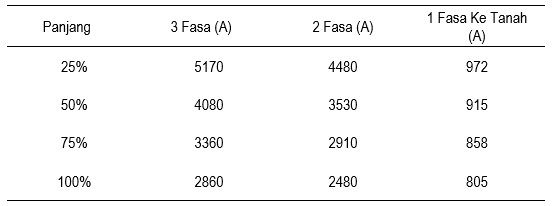 Panjang 3 Fasa (A) 2 Fasa (A) 1 Fasa Ke Tanah (A)
25% 5170 4480 972
50% 4080 3530 915
75% 3360 2910 858
100% 2860 2480 805